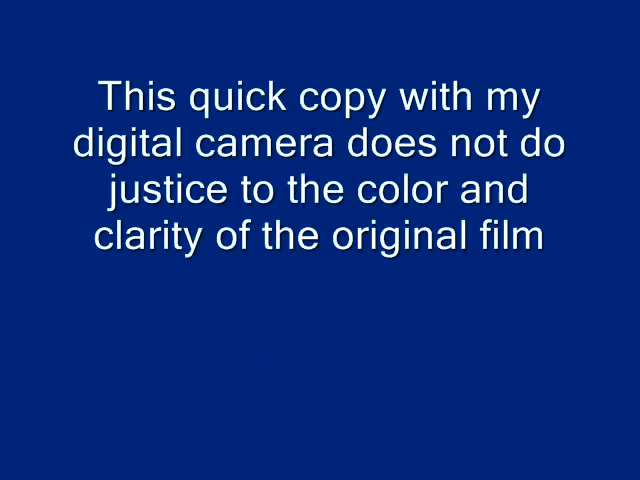 This quick copy with my
digital camera does not do
justice to the color and
clarity of the original film